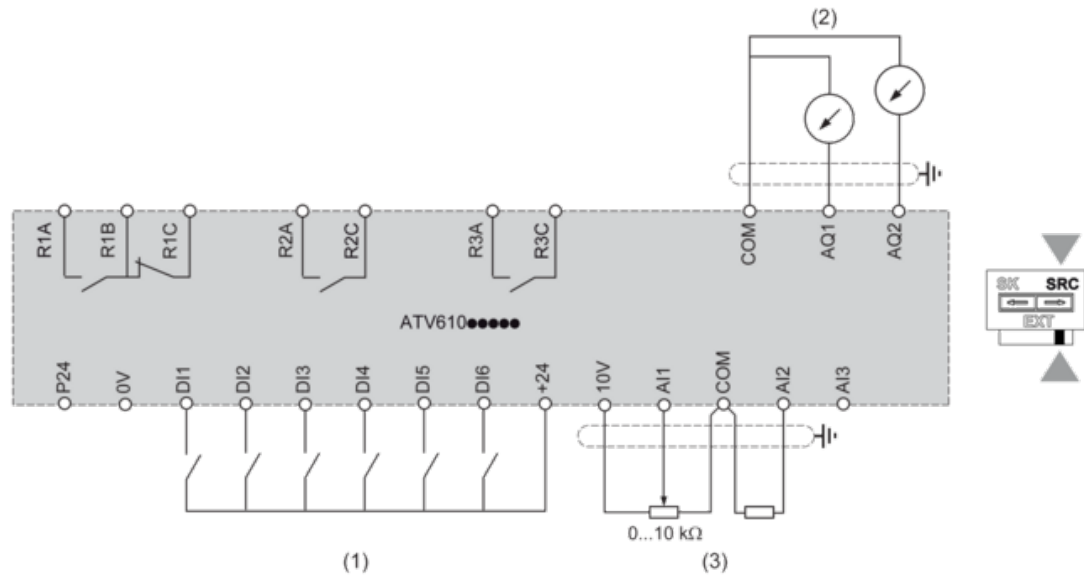 (2)
R1A
R1B
R1C
R2A
R2C
R3A
R3C
COM
AQ1
AQ2
SK SRC
EXT
ATV610●●●●●
P24
0V
DI1
DI2
DI3
DI4
DI5
DI6
+24
10V
AI1
COM
AI2
AI3
0...10 kΩ
(1)
(3)